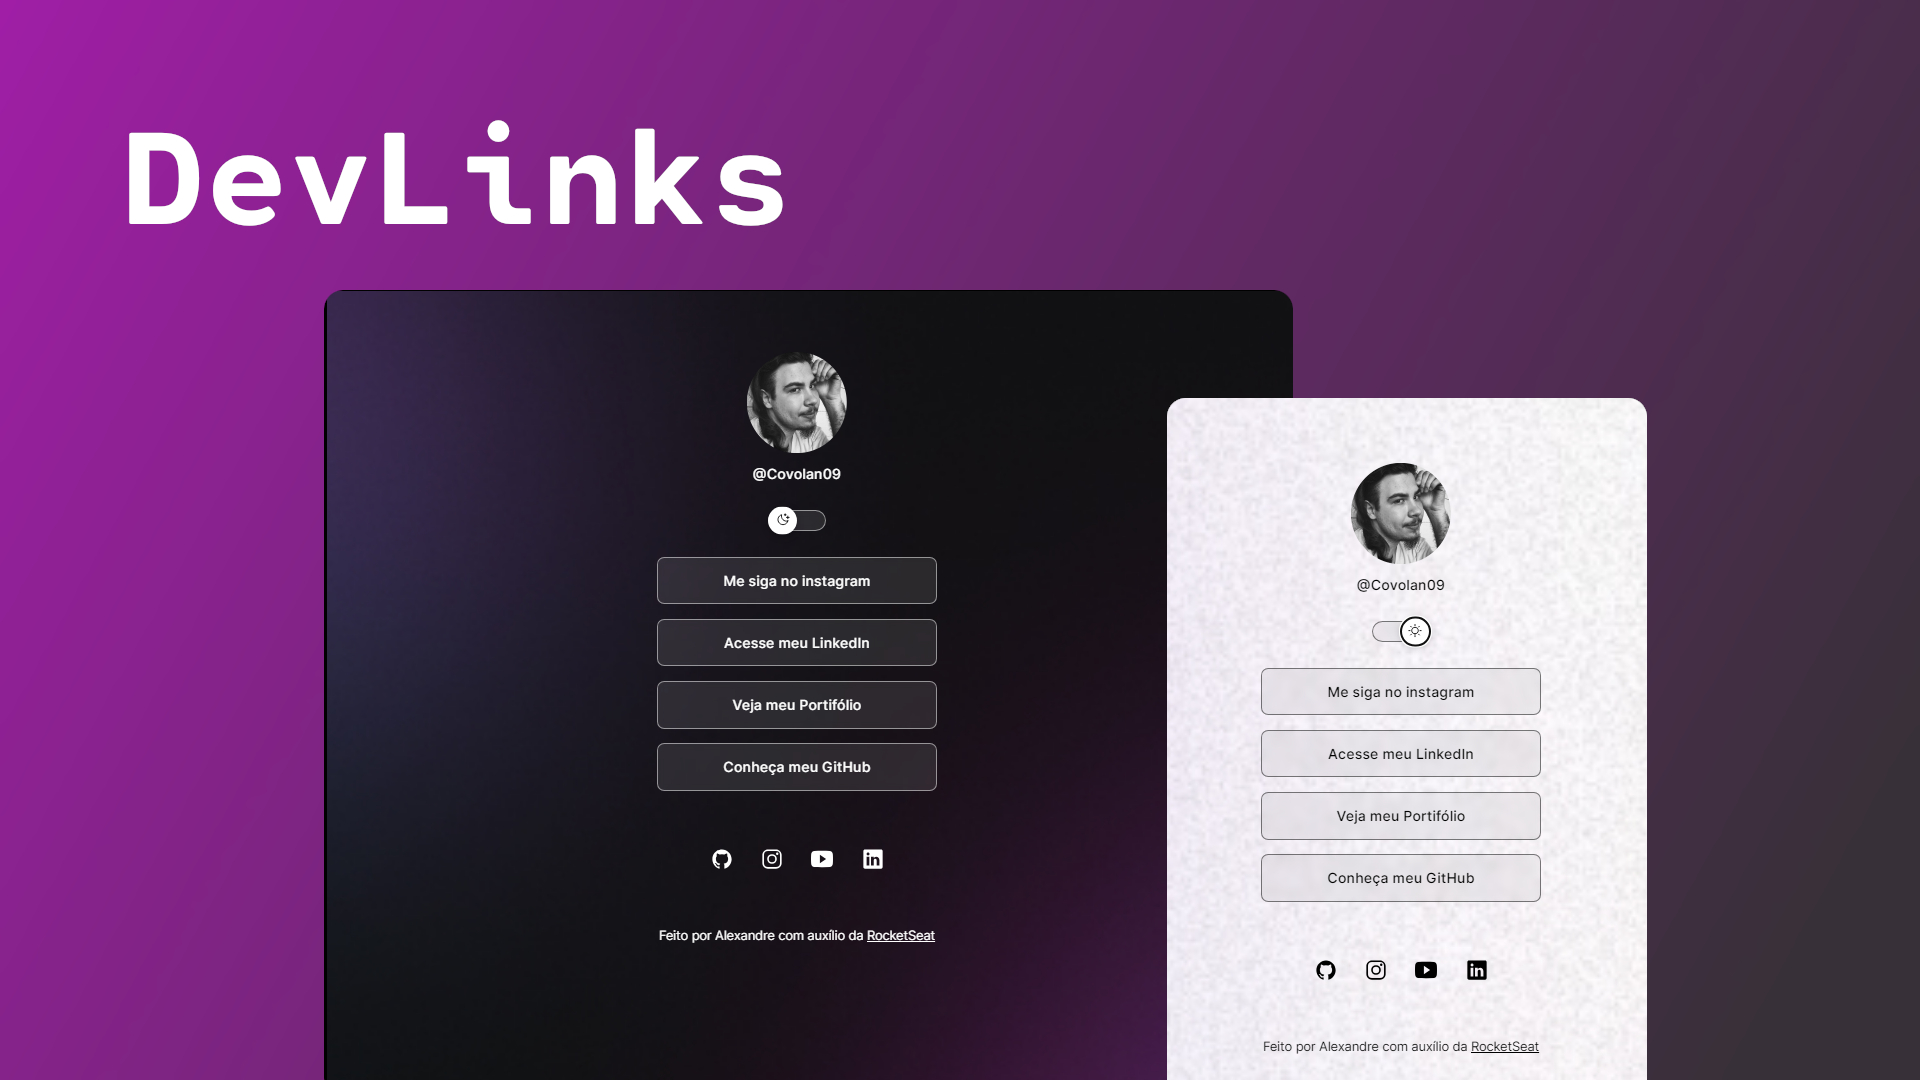 DevLinks
@Covolan09
Me siga no instagram
Acesse meu LinkedIn
Veja meu Portifólio
Conheça meu GitHub
Feito por Alexandre com auxílio da RocketSeat
@Covolan09
Me siga no instagram
Acesse meu LinkedIn
Veja meu Portifólio
Conheça meu GitHub
Feito por Alexandre com auxílio da RocketSeat